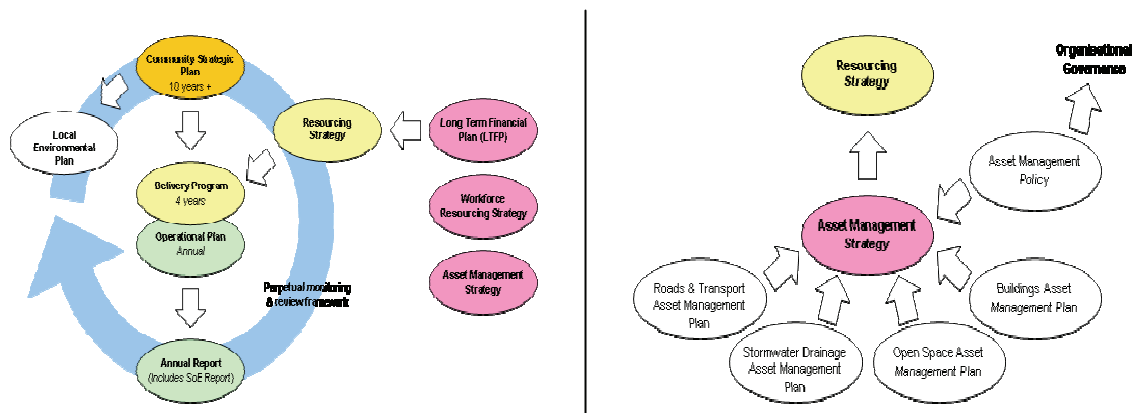 Community Strategic
Plan
10 years +
Local
Environmental
Plan
Resourcing
Strategy
Long Term Financial
Plan (LTFP)
Delivery Program
4 years
Workforce
Resourcing Strategy
Operational Plan
Annual
Asset Management
Strategy
Perpetual monitoring
& review framework
Annual Report
(Includes SoE Report)
Resourcing
Strategy
Organisational
Governance
Asset Management
Policy
Asset Management
Strategy
Roads & Transport
Asset Management
Plan
Buildings Asset
Management Plan
Stormwater Drainage
Asset Management
Plan
Open Space Asset
Management Plan